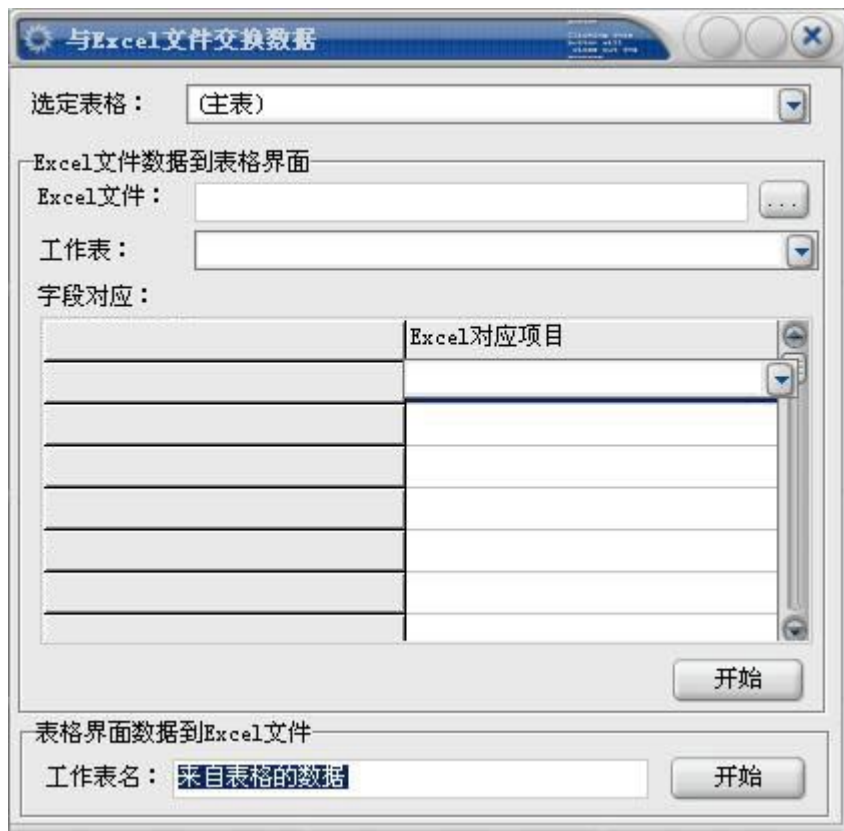 与Excel文件交换数据
选定表格：
(主表)
Excel文件数据到表格界面
Excel文件：
...
工作表：
字段对应：
Excel对应项目
开始
表格界面数据到Excel文件
工作表名：
来自表格的数据
开始